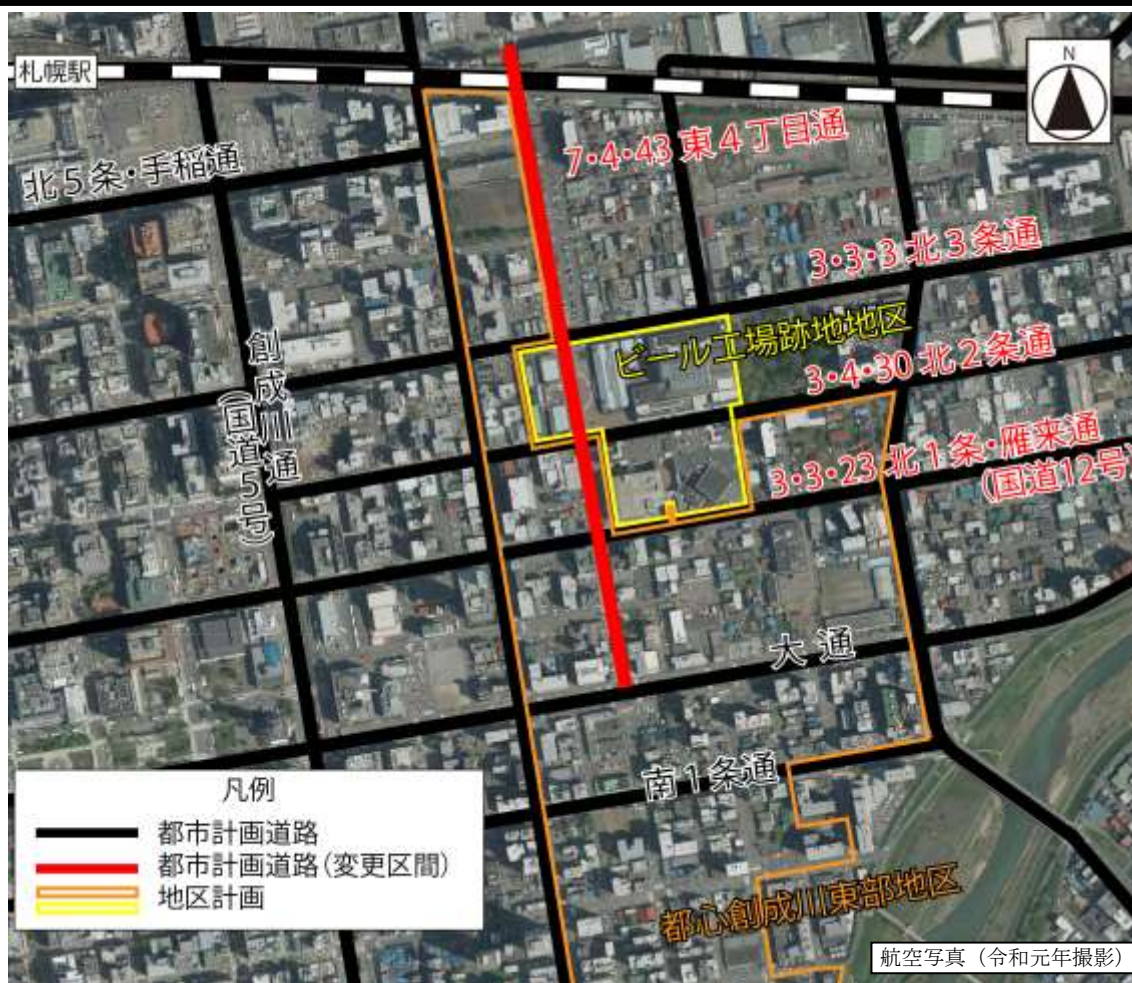 札幌駅
N
7・4・43 東4丁目通
北5条・手稲通
3・3・3 北3条通
ビール工場跡地地区
創成川通
(国道5号)
3・4・30 北2条通
3・3・23 北1条・雁来通
(国道12号)
大通
南1条通
凡例
都市計画道路
都市計画道路(変更区間)
地区計画
都心創成川東部地区
航空写真（令和元年撮影）